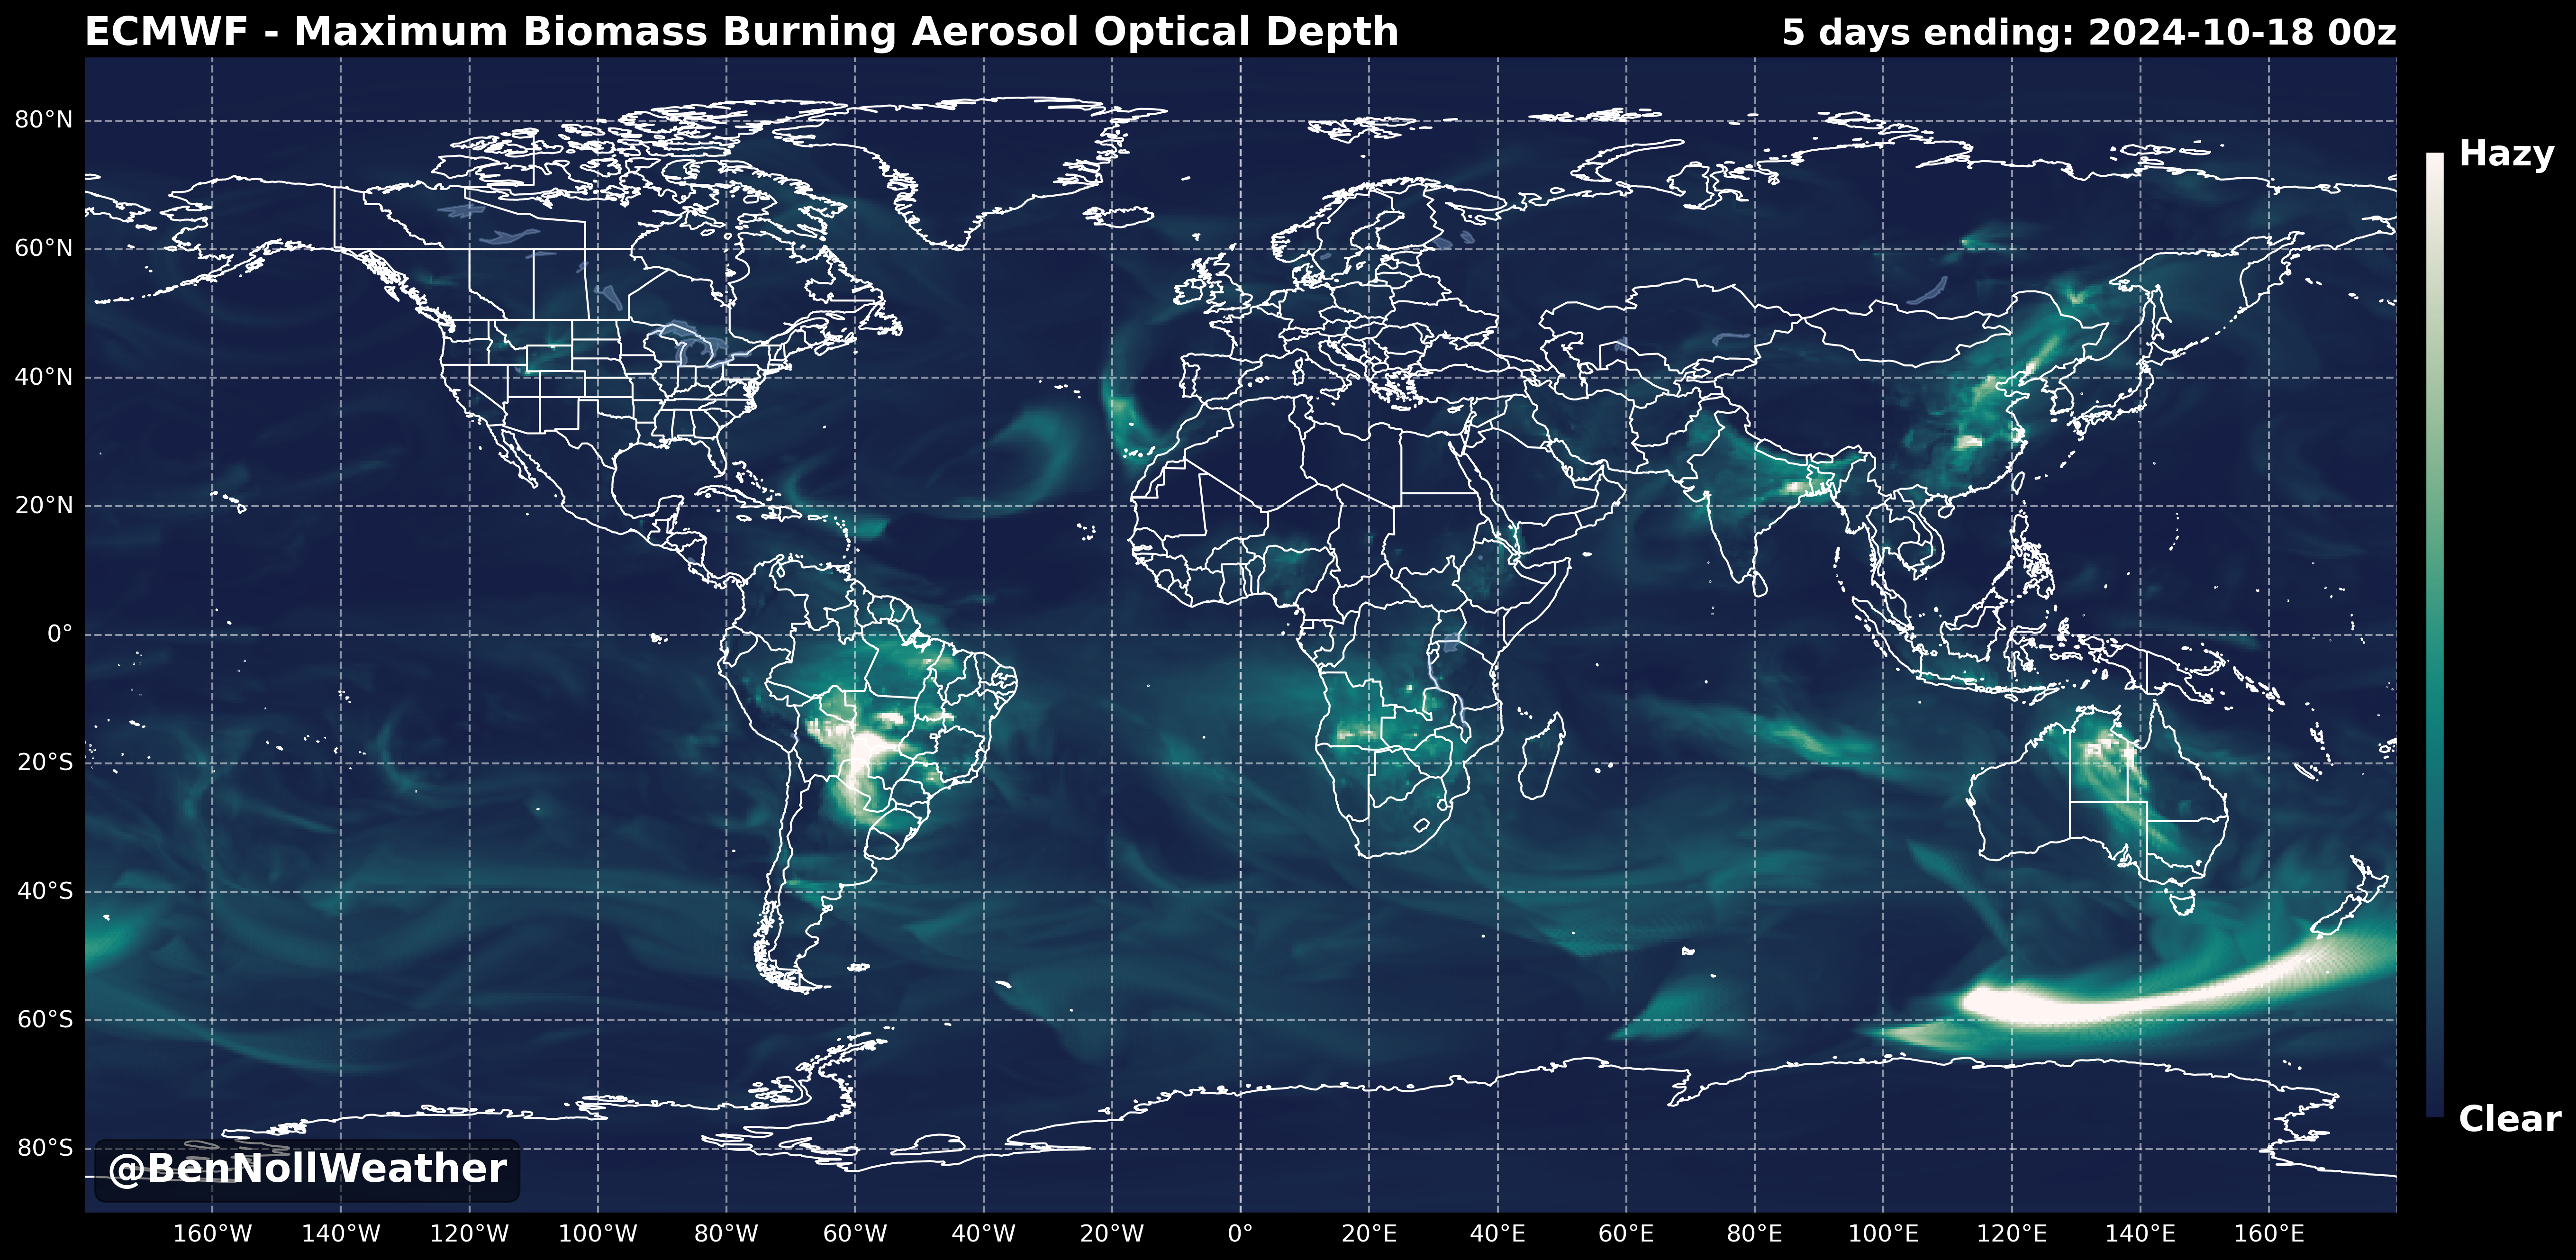 ECMWF - Maximum Biomass Burning Aerosol Optical Depth
5 days ending: 2024-10-18 00z
80°N
60°N
40°N
20°N
0°
20°S
40°S
60°S
80°S
Hazy
Clear
@BenNollWeather
160°W 140°W 120°W 100°W 80°W 60°W 40°W 20°W 0° 20°E 40°E 60°E 80°E 100°E 120°E 140°E 160°E